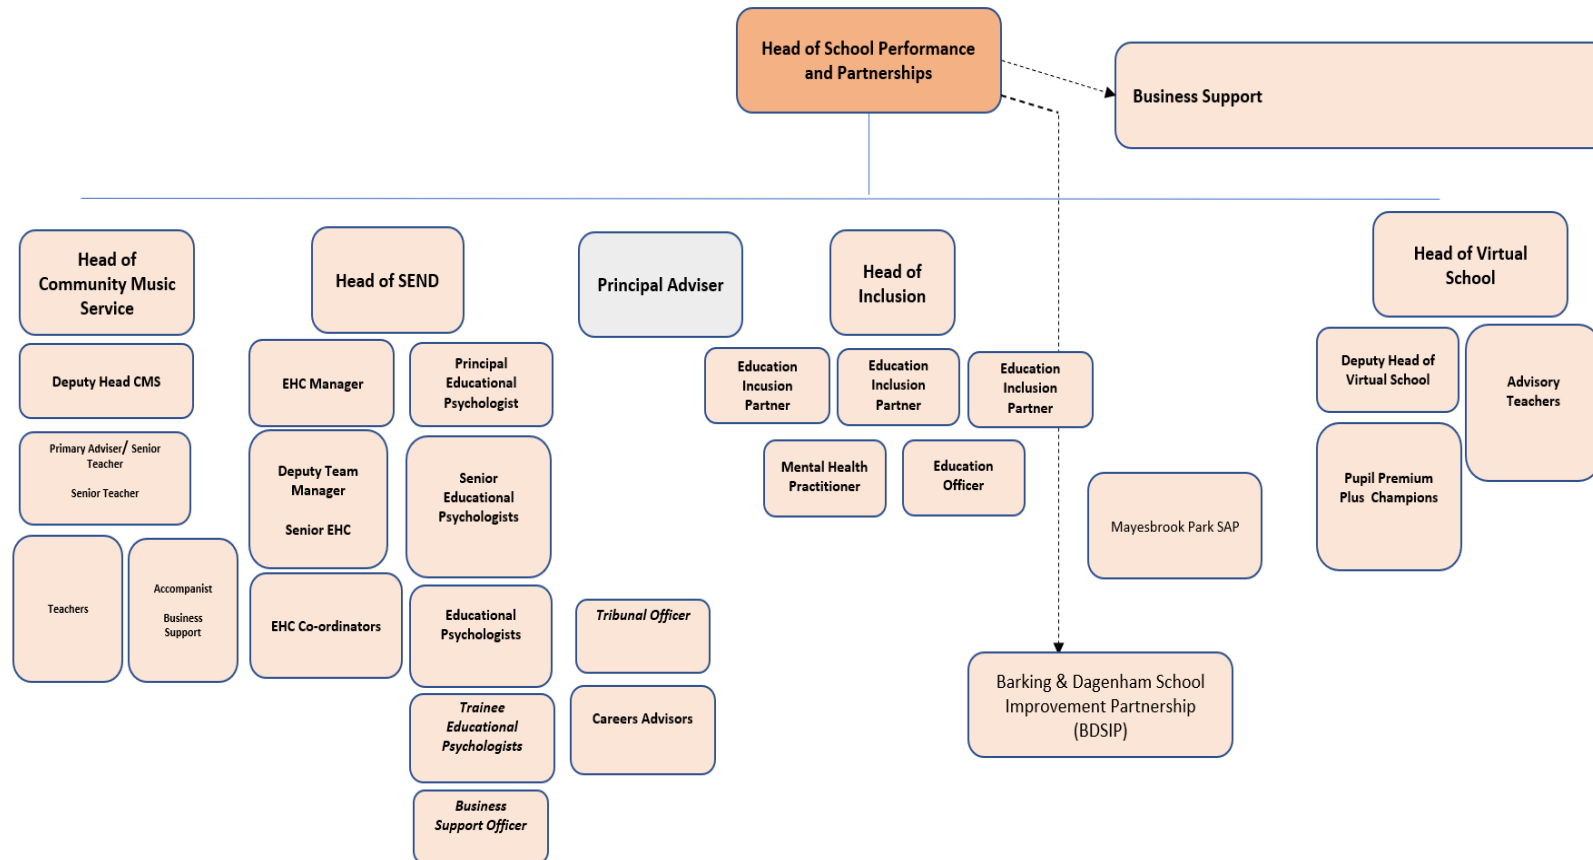 Head of School Performance
and Partnerships
Business Support
Head of
Community Music
Service
Head of SEND
Principal Adviser
Head of
Inclusion
Head of Virtual
School
Deputy Head CMS
EHC Manager
Principal
Educational
Psychologist
Education
Incusion
Partner
Education
Inclusion
Partner
Education
Inclusion
Partner
Deputy Head of
Virtual School
Advisory
Teachers
Primary Adviser/ Senior
Teacher
Senior Teacher
Deputy Team
Manager
Senior EHC
Senior
Educational
Psychologists
Mental Health
Practitioner
Education
Officer
Mayesbrook Park SAP
Pupil Premium
Plus Champions
Teachers
Accompanist
Business
Support
EHC Co-ordinators
Educational
Psychologists
Tribunal Officer
Barking & Dagenham School
Improvement Partnership
(BDSIP)
Trainee
Educational
Psychologists
Careers Advisors
Business
Support Officer